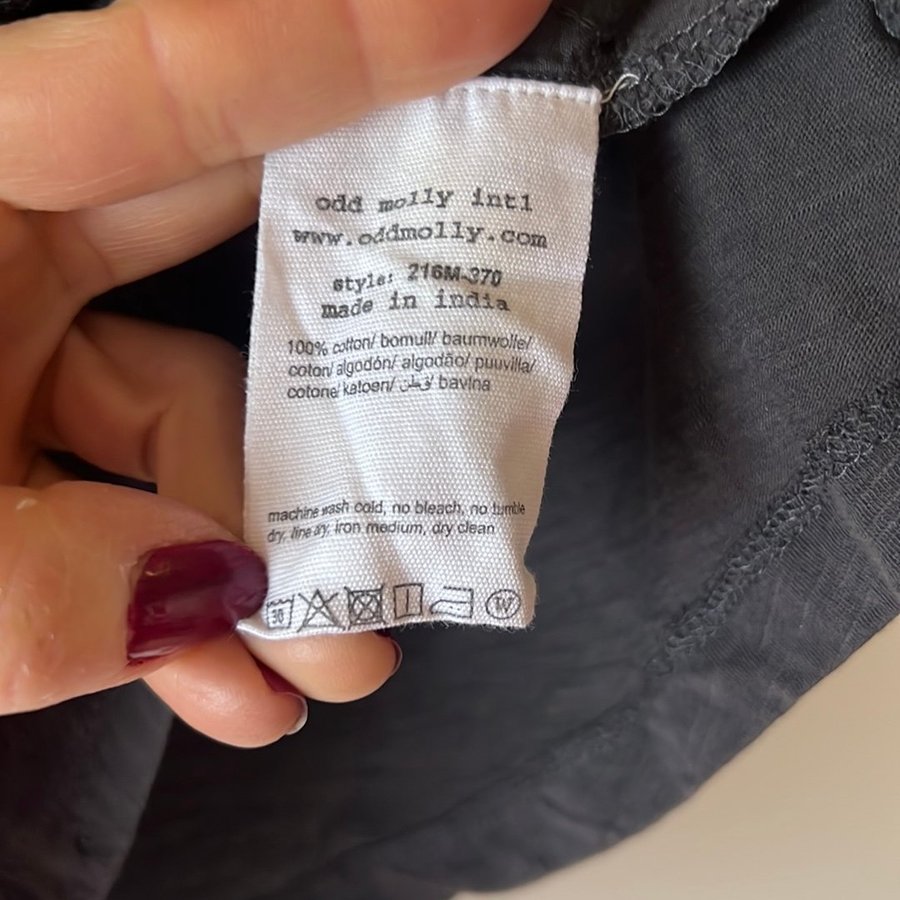 odd molly intl
www.oddmolly.com
style: 216M-370
made in india
100% cotton/ bomull/ baumwolle/
coton/ algodón/ algodão/ puuvilla/
cotone/ katoen/ قطن/ bavlna
machine wash cold, no bleach, no tumble
dry, line dry, iron medium, dry clean
30